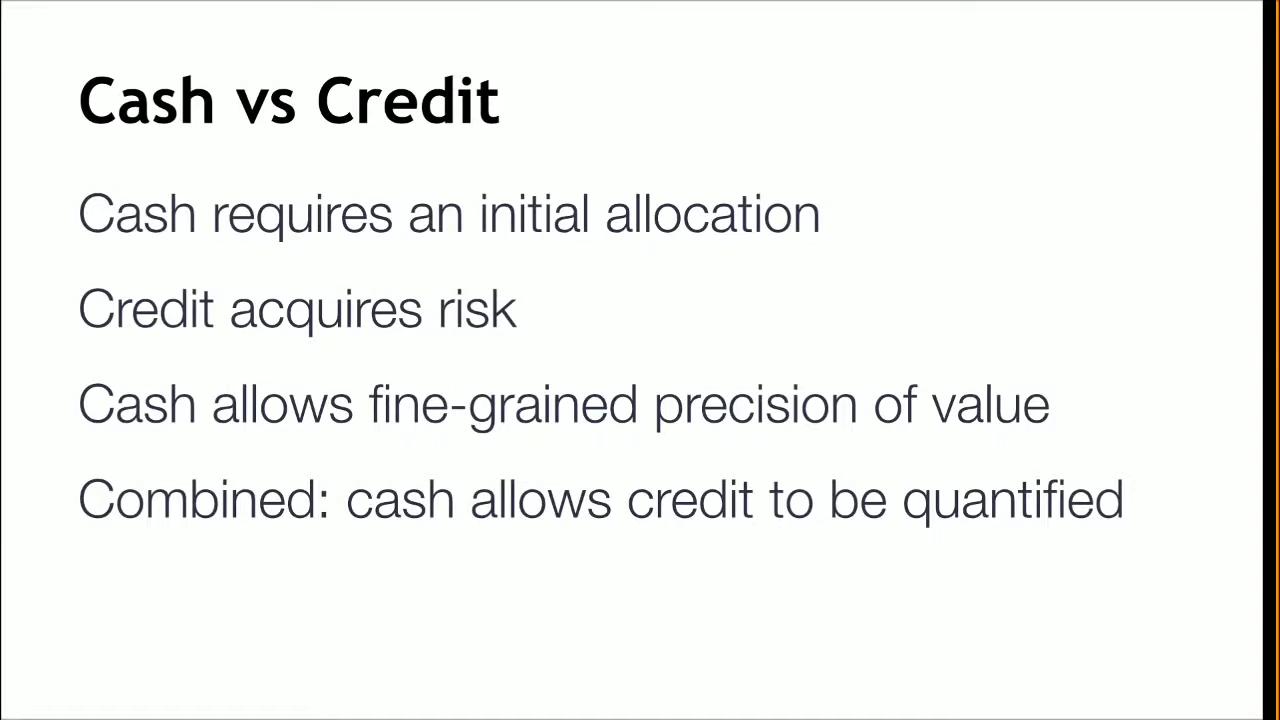 Cash vs Credit
Cash requires an initial allocation
Credit acquires risk
Cash allows fine-grained precision of value
Combined: cash allows credit to be quantified